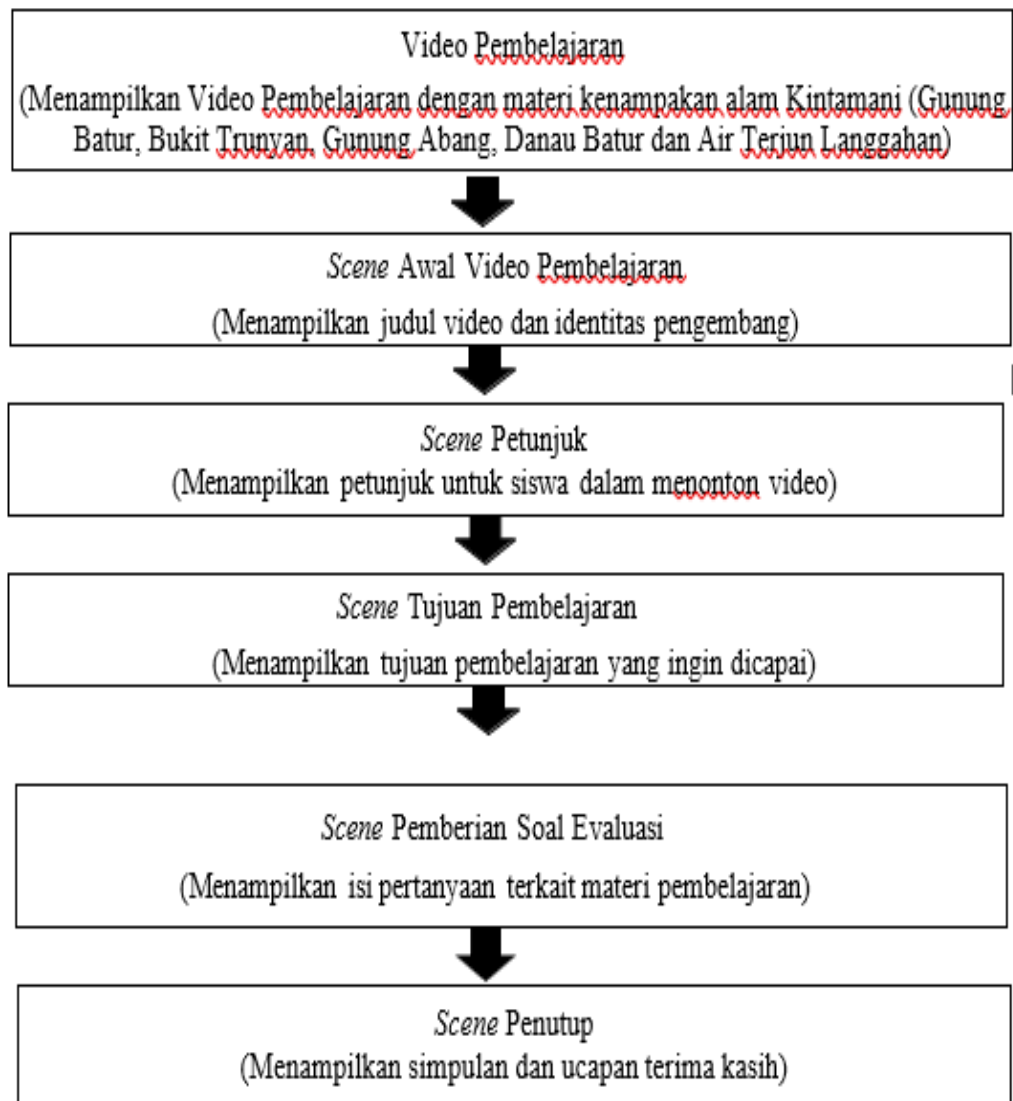 Video Pembelajaran
(Menampilkan Video Pembelajaran dengan materi kenampakan alam Kintamani (Gunung
Batur, Bukit Trunyan, Gunung Abang, Danau Batur dan Air Terjun Langgahan)
Scene Awal Video Pembelajaran
(Menampilkan judul video dan identitas pengembang)
Scene Petunjuk
(Menampilkan petunjuk untuk siswa dalam menonton video)
Scene Tujuan Pembelajaran
(Menampilkan tujuan pembelajaran yang ingin dicapai)
Scene Pemberian Soal Evaluasi
(Menampilkan isi pertanyaan terkait materi pembelajaran)
Scene Penutup
(Menampilkan simpulan dan ucapan terima kasih)